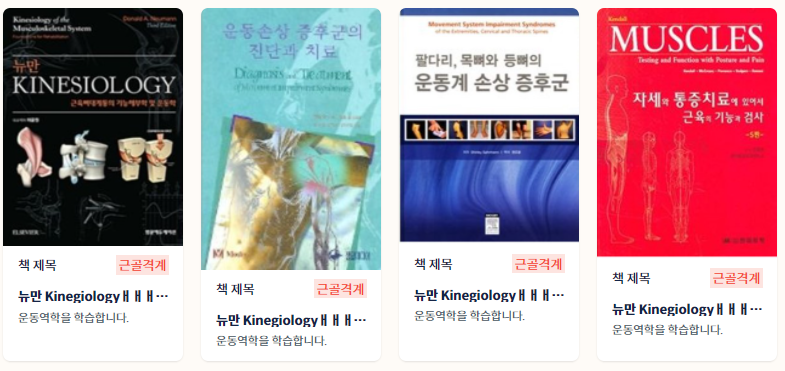 Kinesiology of the
Musculoskeletal System
Donald A. Neumann
Third Edition
뉴만
KINESIOLOGY
근육뼈대계통의 기능해부학 및 운동학
ELSEVIER
책 제목
근골격계
뉴만 Kinegiologyㅐㅐㅐ…
운동역학을 학습합니다.
운동손상 증후군의
진단과 치료
Diagnosis and Treatment
of Movement Impairment Syndromes
책 제목
근골격계
뉴만 Kinegiologyㅐㅐㅐ…
운동역학을 학습합니다.
Movement System Impairment Syndromes
of the Extremities, Cervical and Thoracic Spines
팔다리, 목뼈와 등뼈의
운동계 손상 증후군
책 제목
근골격계
뉴만 Kinegiologyㅐㅐㅐ…
운동역학을 학습합니다.
Kendall
MUSCLES
Testing and Function with Posture and Pain
자세와 통증치료에 있어서
근육의 기능과 검사
-5판-
책 제목
근골격계
뉴만 Kinegiologyㅐㅐㅐ…
운동역학을 학습합니다.